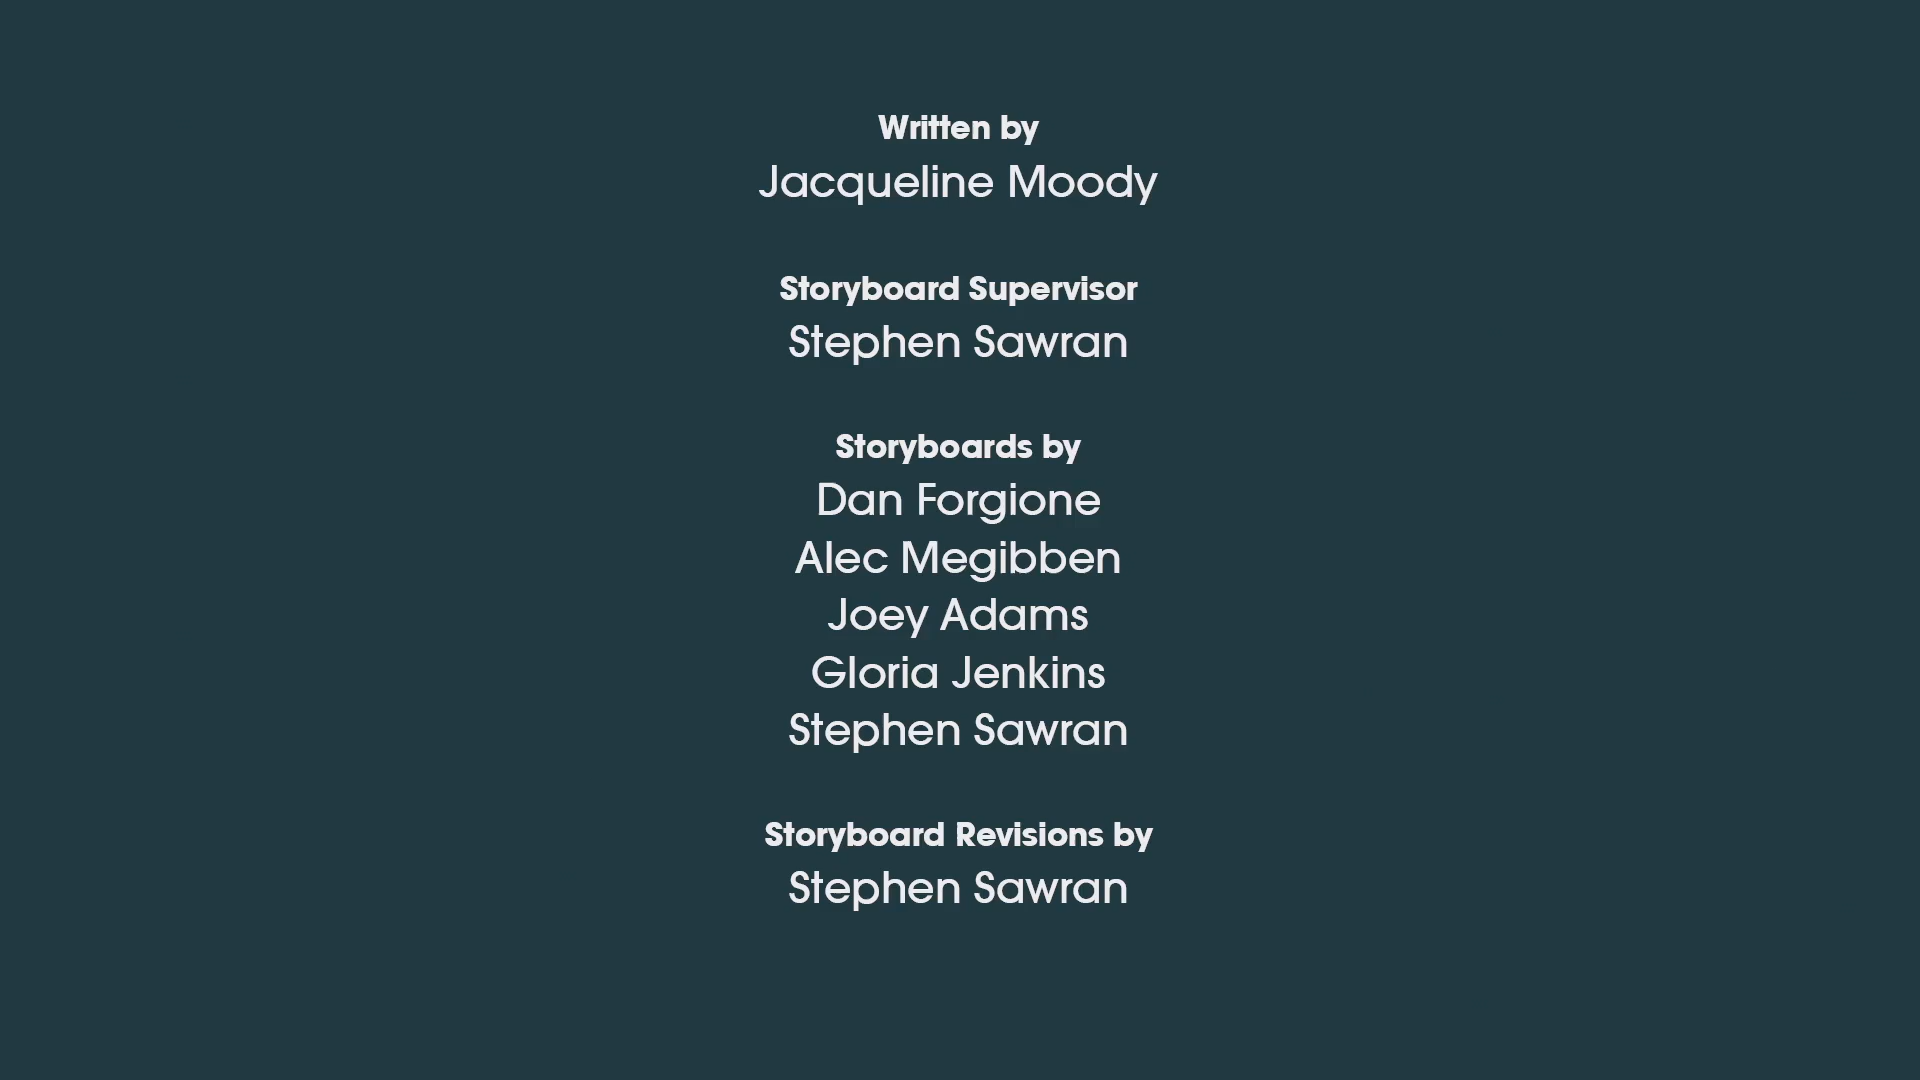 Written by
Jacqueline Moody
Storyboard Supervisor
Stephen Sawran
Storyboards by
Dan Forgione
Alec Megibben
Joey Adams
Gloria Jenkins
Stephen Sawran
Storyboard Revisions by
Stephen Sawran